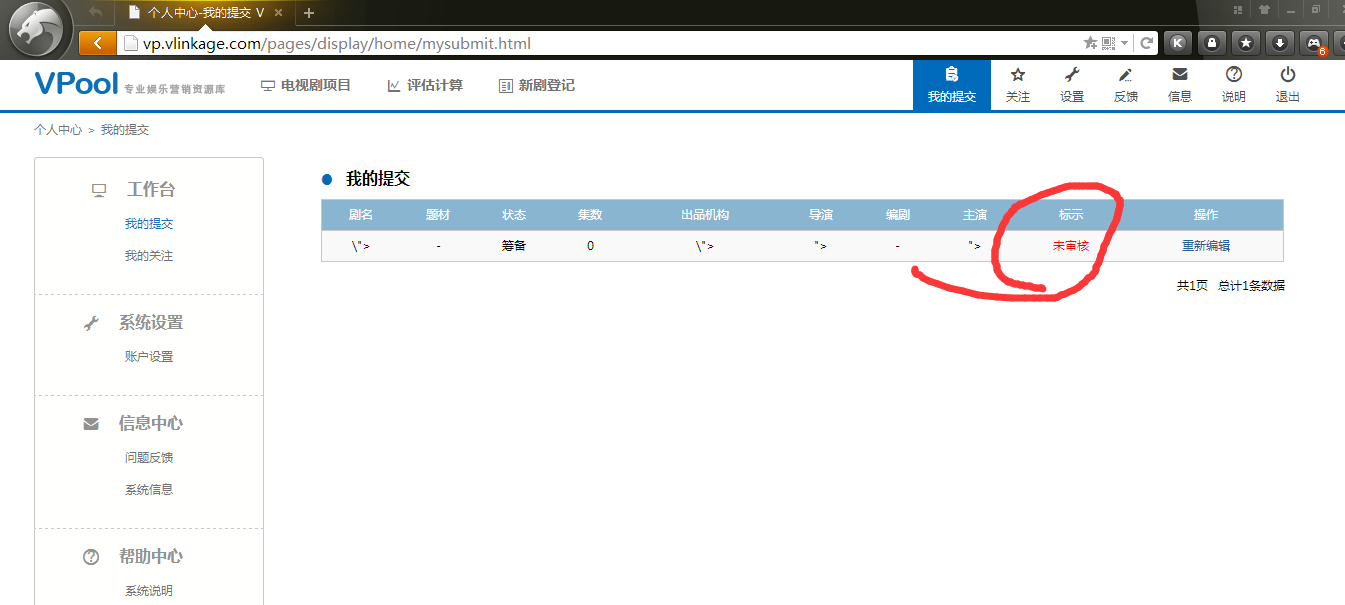 个人中心-我的提交 V
vp.vlinkage.com/pages/display/home/mysubmit.html
K
6
VPool 专业娱乐营销资源库 电视剧项目 评估计算 新剧登记 我的提交 关注 设置 反馈 信息 说明 退出
个人中心 > 我的提交
工作台
我的提交
我的关注
系统设置
账户设置
信息中心
问题反馈
系统信息
帮助中心
系统说明
我的提交
剧名 题材 状态 集数 出品机构 导演 编剧 主演 标示 操作
\"> - 筹备 0 \"> "> - "> 未审核 重新编辑
共1页 总计1条数据